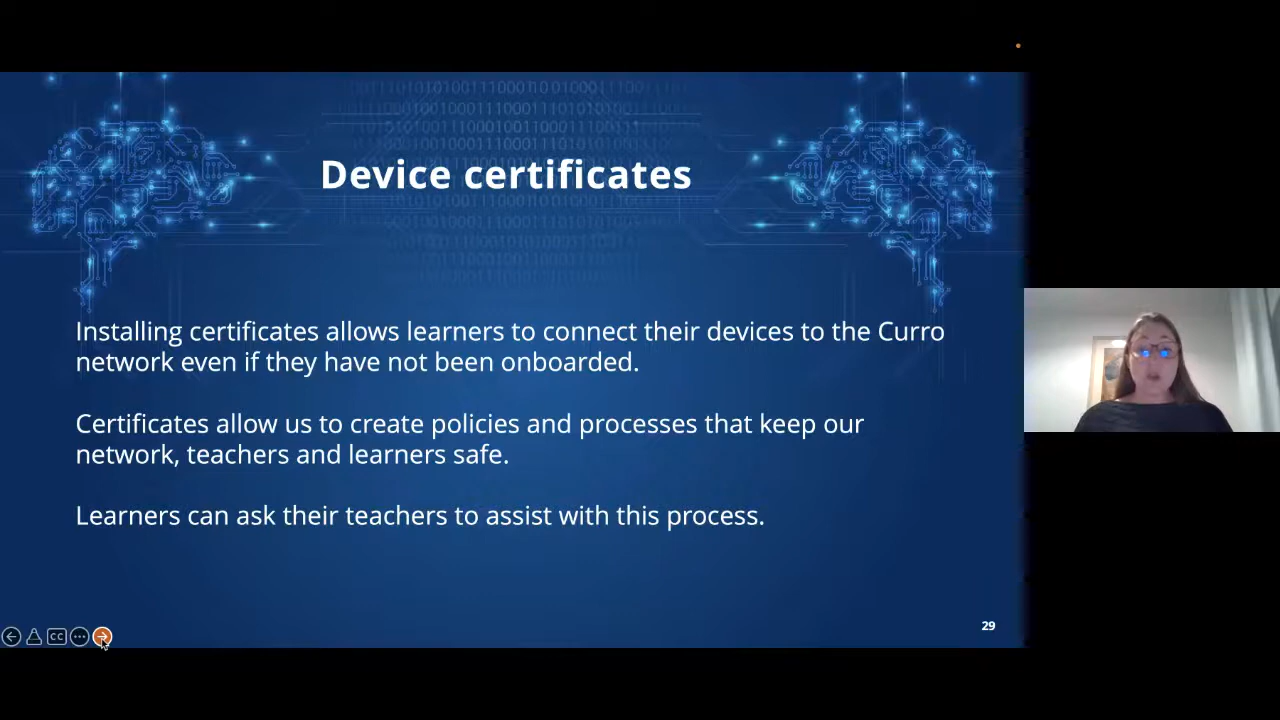 Device certificates
Installing certificates allows learners to connect their devices to the Curro
network even if they have not been onboarded.
Certificates allow us to create policies and processes that keep our
network, teachers and learners safe.
Learners can ask their teachers to assist with this process.
CC
29